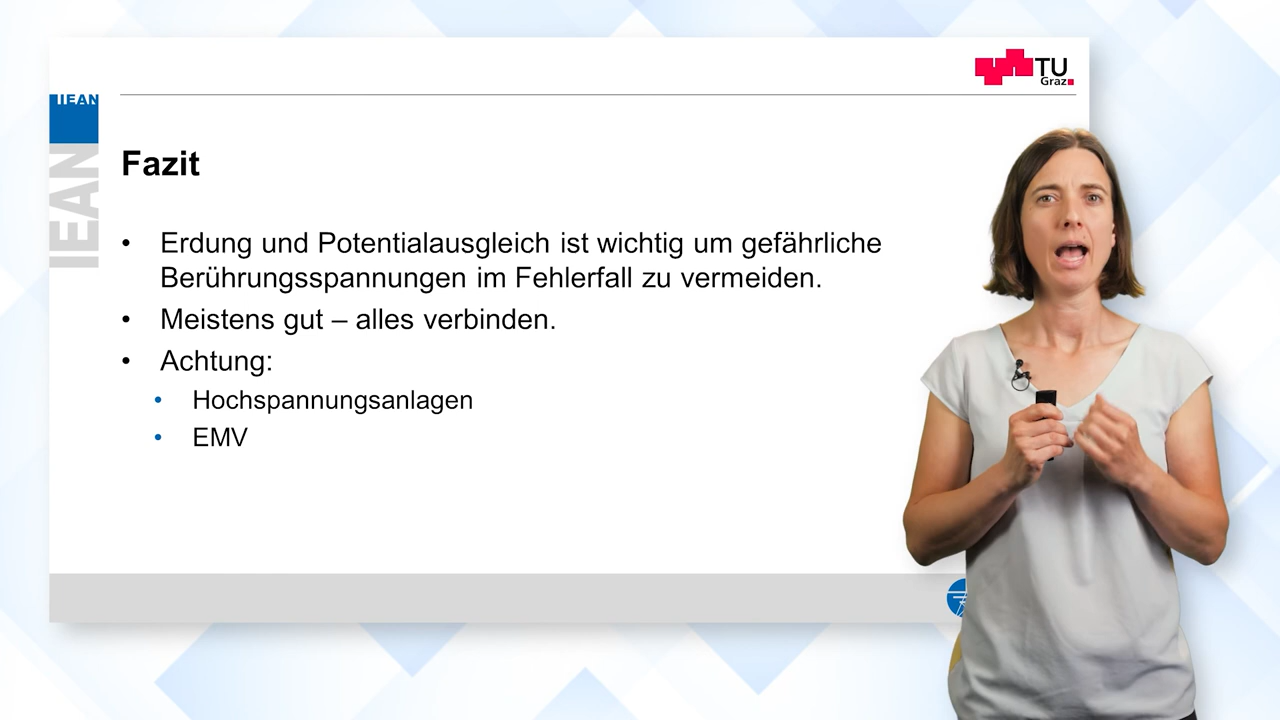 TU
Graz
IEAN
IEAN
Fazit
• Erdung und Potentialausgleich ist wichtig um gefährliche
Berührungsspannungen im Fehlerfall zu vermeiden.
• Meistens gut – alles verbinden.
• Achtung:
• Hochspannungsanlagen
• EMV